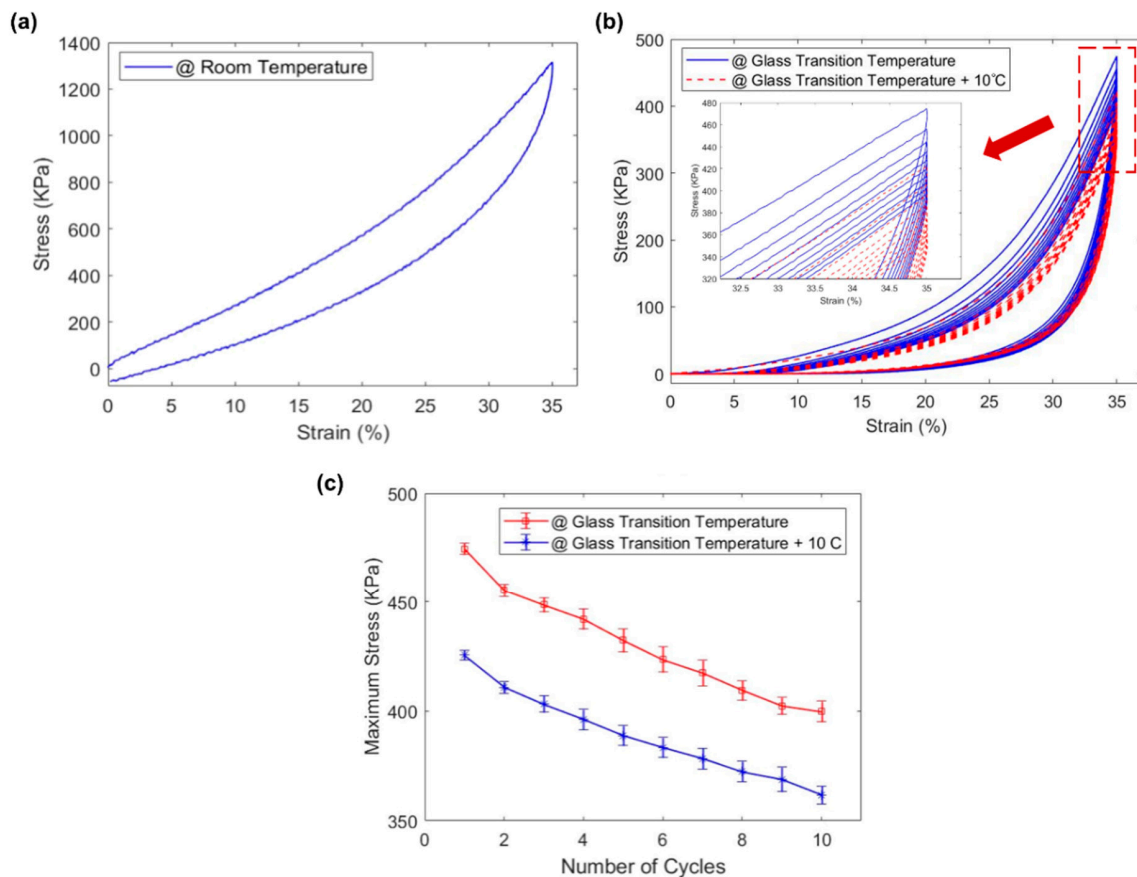 (a)
1400
1200
1000
800
600
400
200
0
Stress (KPa)
@ Room Temperature
0 5 10 15 20 25 30 35
Strain (%)
(b)
500
400
300
200
100
0
Stress (KPa)
@ Glass Transition Temperature
@ Glass Transition Temperature + 10℃
480
460
440
420
400
380
360
340
320
Stress (KPa)
32.5 33 33.5 34 34.5 35
Strain (%)
0 5 10 15 20 25 30 35
Strain (%)
(c)
500
450
400
350
Maximum Stress (KPa)
@ Glass Transition Temperature
@ Glass Transition Temperature + 10 C
0 2 4 6 8 10
Number of Cycles